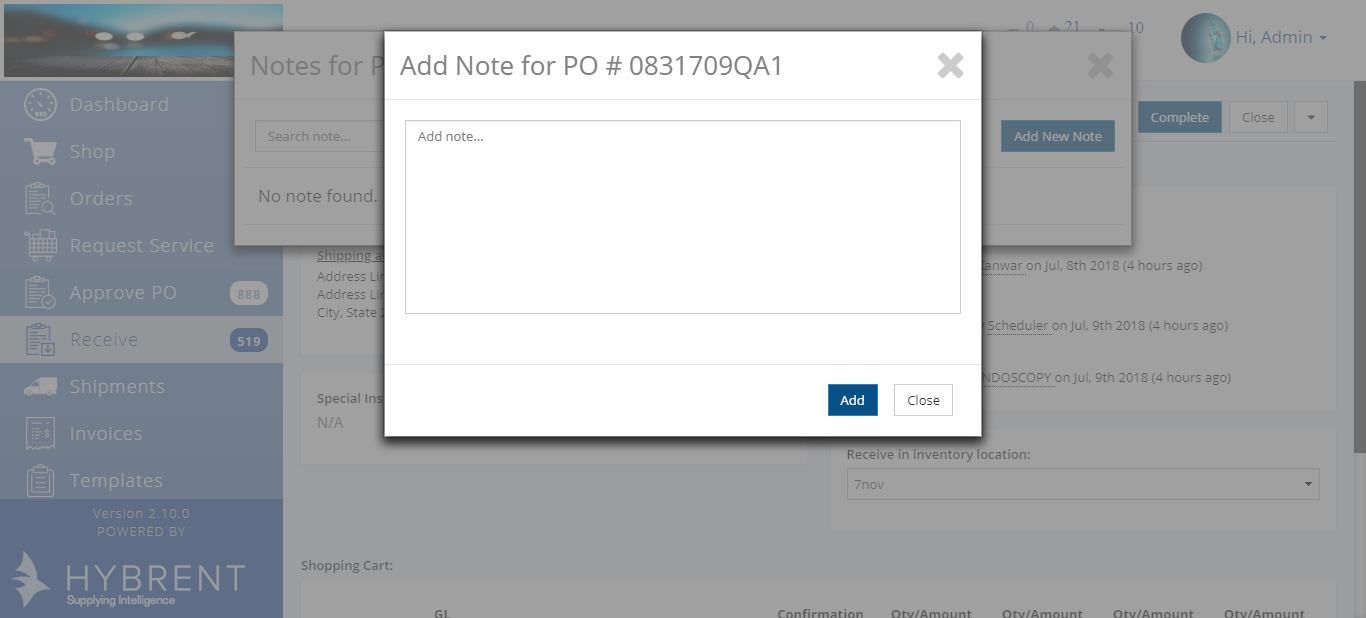 0 21 10
Hi, Admin
Notes for P
Add Note for PO # 0831709QA1
Dashboard
Shop
Orders
Request Service
Approve PO 888
Receive 519
Shipments
Invoices
Templates
Version 2.10.0
POWERED BY
HYBRENT
Supplying Intelligence
Complete
Close
Search note...
Add New Note
No note found.
Add note...
Add
Close
Shipping a
Address Lin
Address Lin
City, State
Kanwar on Jul, 8th 2018 (4 hours ago)
Scheduler on Jul, 9th 2018 (4 hours ago)
NDOSCOPY on Jul, 9th 2018 (4 hours ago)
Special Ins
N/A
Receive in inventory location:
7nov
Shopping Cart:
GL Confirmation Qty/Amount Qty/Amount Qty/Amount Qty/Amount